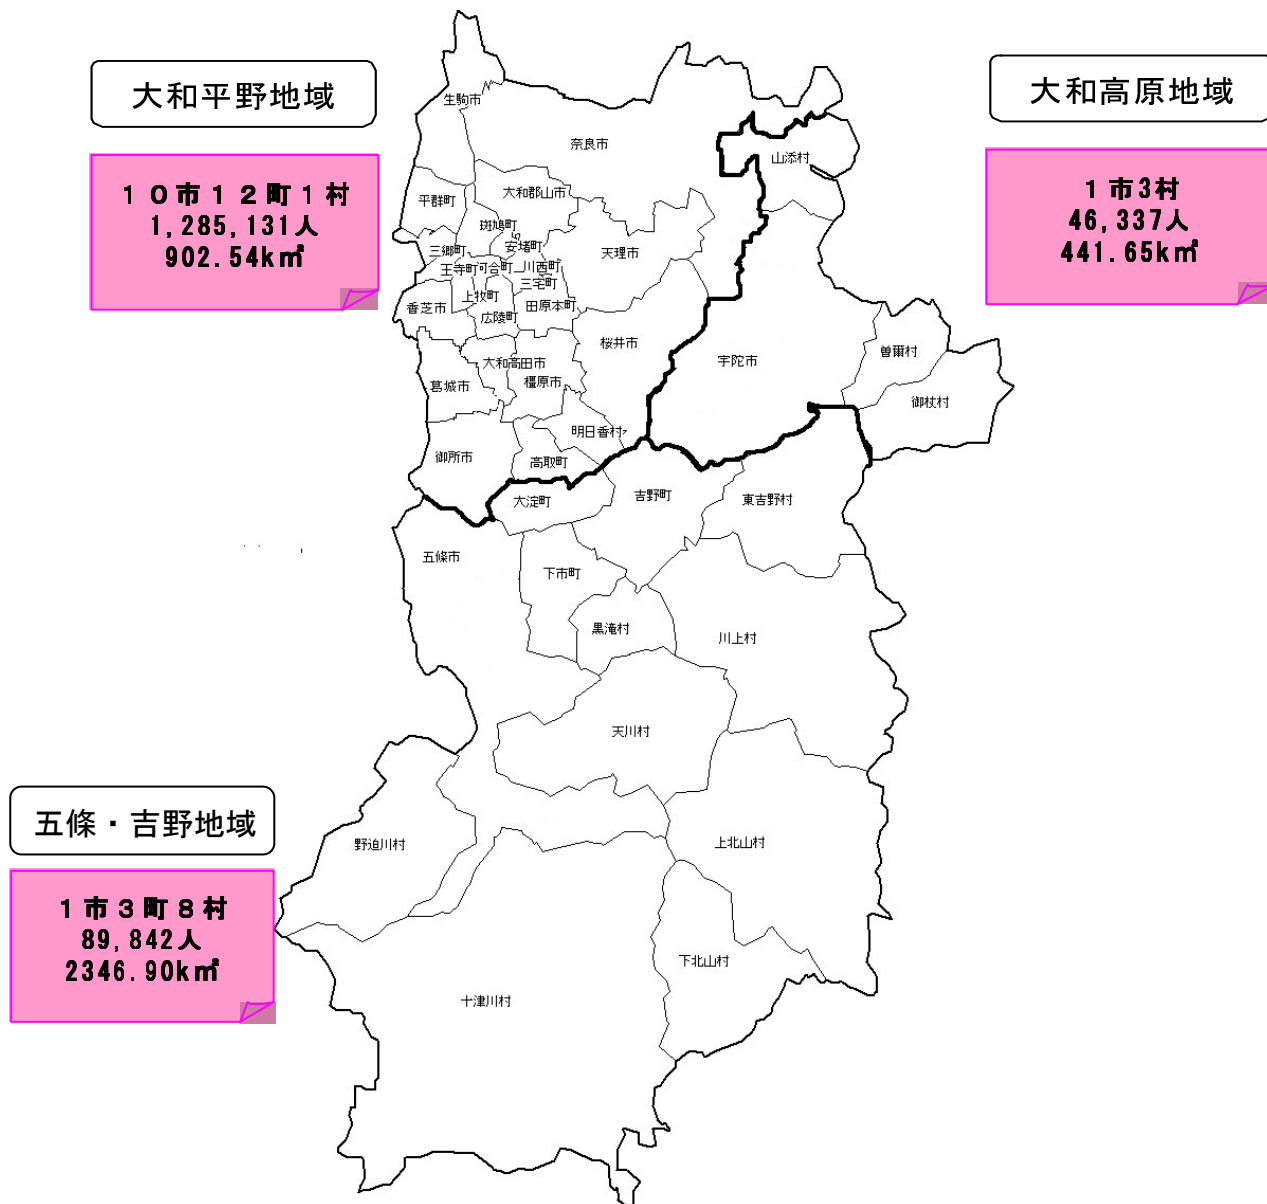 大和平野地域
10市12町1村
1,285,131人
902.54k㎡
大和高原地域
1市3村
46,337人
441.65k㎡
生駒市
奈良市
山添村
平群町
大和郡山市
斑鳩町
三郷町
安堵町
天理市
王寺町
河合町
川西町
三宅町
上牧町
香芝市
広陵町
田原本町
桜井市
宇陀市
曽爾村
大和高田市
葛城市
橿原市
御杖村
明日香村
御所市
高取町
大淀町
吉野町
東吉野村
五條市
下市町
黒滝村
川上村
天川村
五條・吉野地域
1市3町8村
89,842人
2346.90k㎡
野迫川村
上北山村
下北山村
十津川村